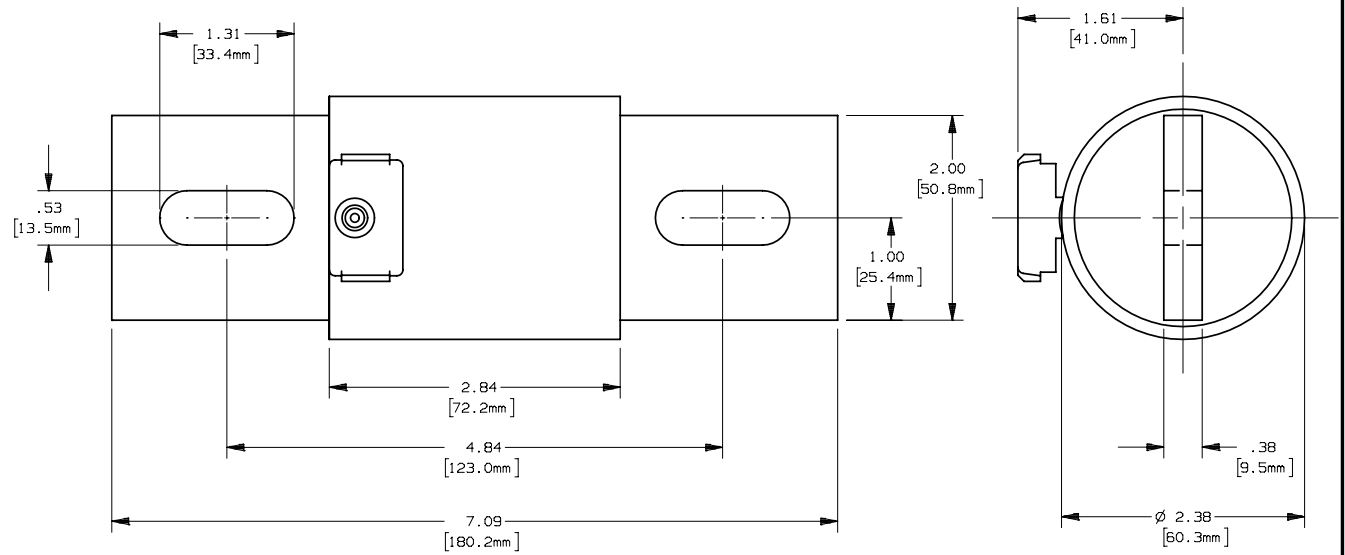 1.31
[33.4mm]
1.61
[41.0mm]
2.00
[50.8mm]
.53
[13.5mm]
1.00
[25.4mm]
2.84
[72.2mm]
4.84
[123.0mm]
.38
[9.5mm]
7.09
[180.2mm]
Ø 2.38
[60.3mm]